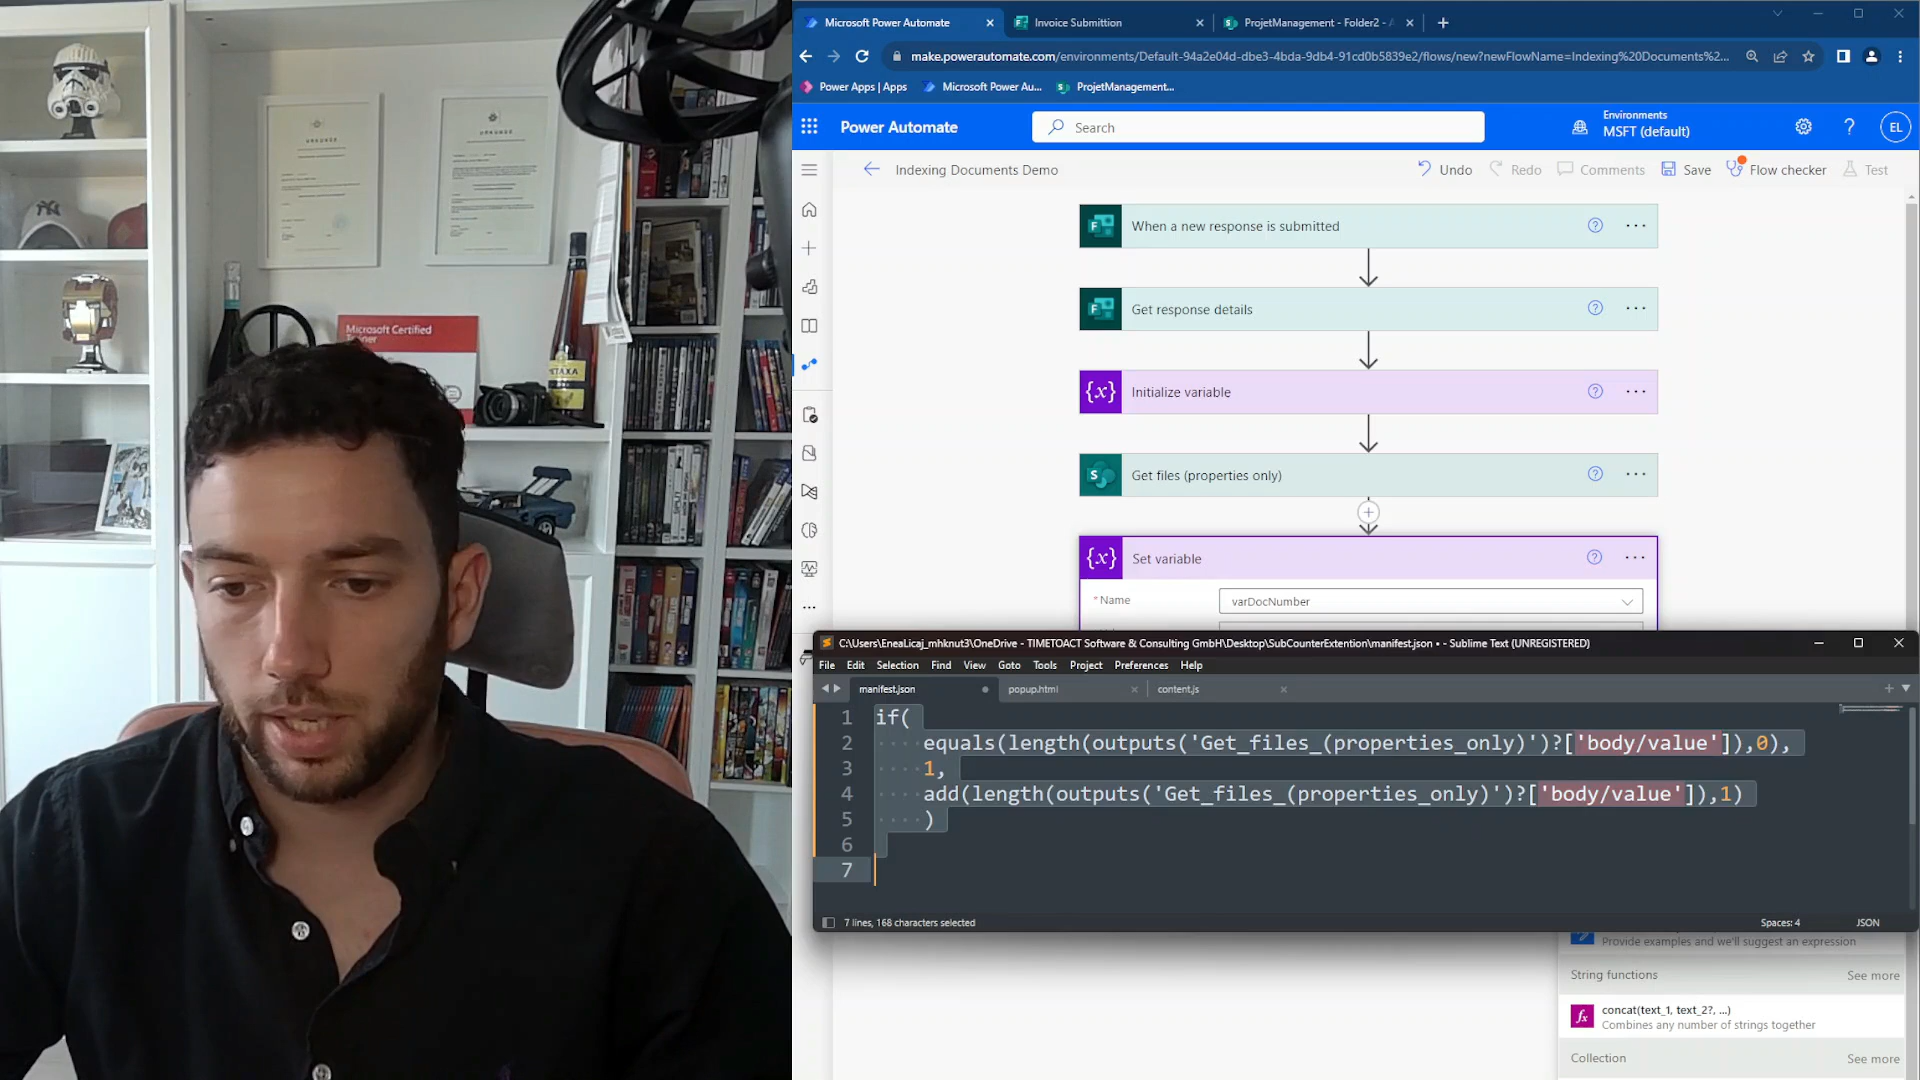 URKUNDE
URKUNDE
Microsoft Certified
Trainer
METAXA
Microsoft Power Automate
Invoice Submittion
ProjetManagement - Folder2 - A
make.powerautomate.com/environments/Default-94a2e04d-dbe3-4bda-9db4-91cd0b5839e2/flows/new?newFlowName=Indexing%20Documents%2...
Power Apps | Apps
Microsoft Power Au...
ProjetManagement...
Power Automate
Search
Environments
MSFT (default)
?
EL
Indexing Documents Demo
Undo
Redo
Comments
Save
Flow checker
Test
When a new response is submitted
Get response details
{x} Initialize variable
S Get files (properties only)
{x} Set variable
*Name
varDocNumber
C:\Users\EneaLicaj_mhknut3\OneDrive - TIMETOACT Software & Consulting GmbH\Desktop\SubCounterExtention\manifest.json • - Sublime Text (UNREGISTERED)
File Edit Selection Find View Goto Tools Project Preferences Help
manifest.json
popup.html
content.js
1 if(
2 equals(length(outputs('Get_files_(properties_only)')?['body/value']),0),
3 1,
4 add(length(outputs('Get_files_(properties_only)')?['body/value']),1)
5 )
6
7
7 lines, 168 characters selected
Spaces: 4
JSON
Provide examples and we'll suggest an expression
String functions
See more
fx concat(text_1, text_2?, ...)
Combines any number of strings together
Collection
See more